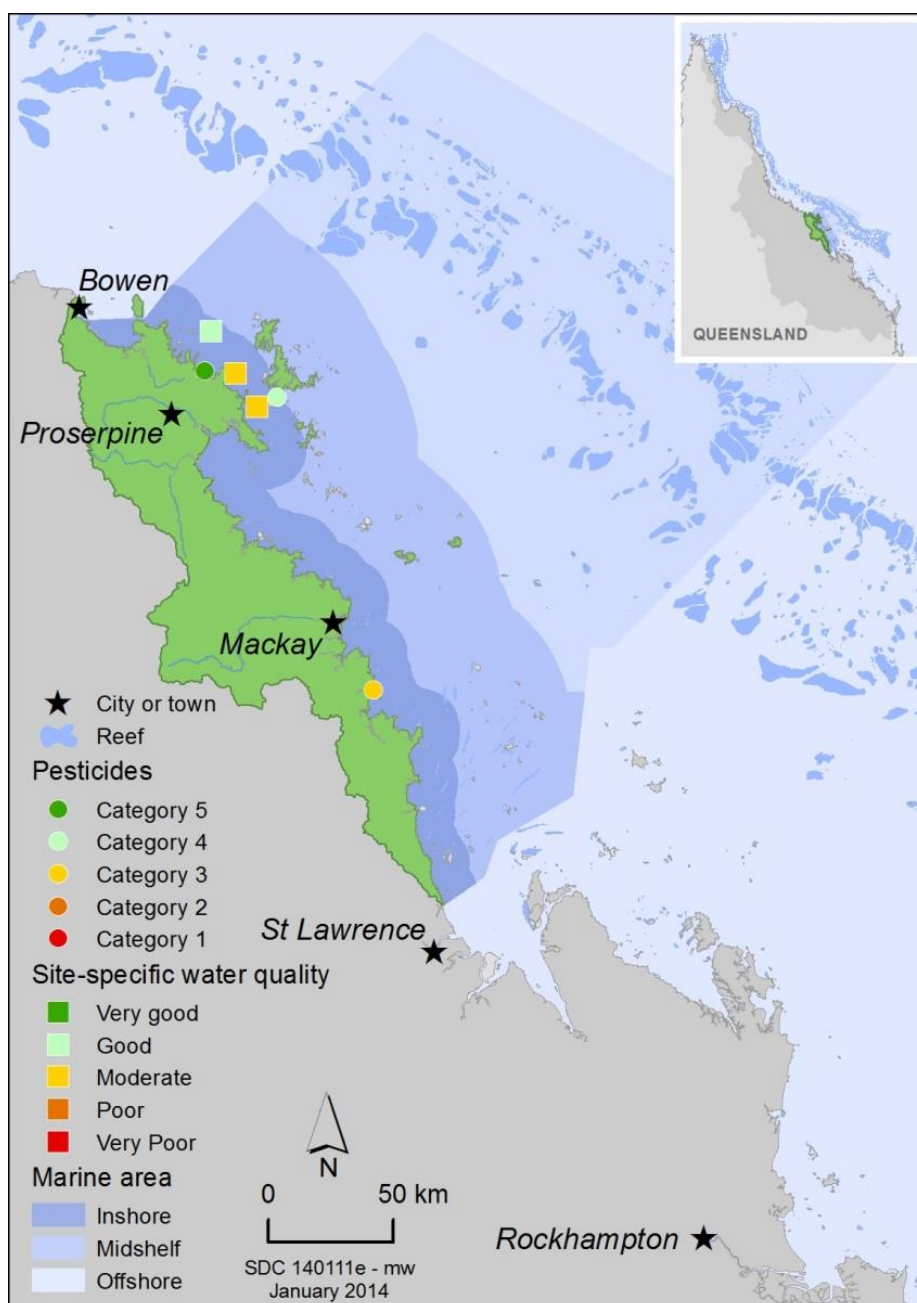 QUEENSLAND
Bowen
Proserpine
Mackay
City or town
Reef
Pesticides
Category 5
Category 4
Category 3
Category 2
Category 1
St Lawrence
Site-specific water quality
Very good
Good
Moderate
Poor
Very Poor
Marine area
Inshore
Midshelf
Offshore
N
0 50 km
SDC 140111e - mw
January 2014
Rockhampton